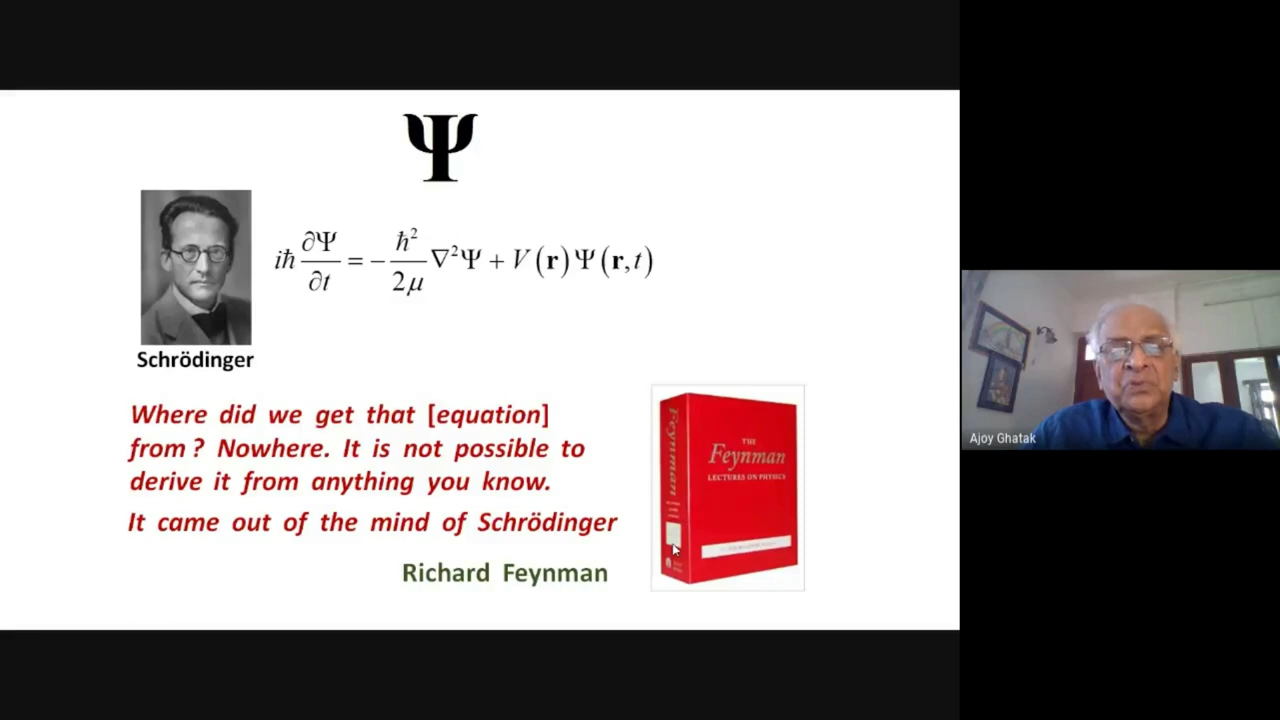 Ψ
iħ ∂Ψ/∂t = − ħ²/2μ ∇²Ψ + V(r)Ψ(r,t)
Schrödinger
Where did we get that [equation]
from? Nowhere. It is not possible to
derive it from anything you know.
It came out of the mind of Schrödinger
Richard Feynman
Feynman
THE
Feynman
LECTURES ON PHYSICS
Ajoy Ghatak